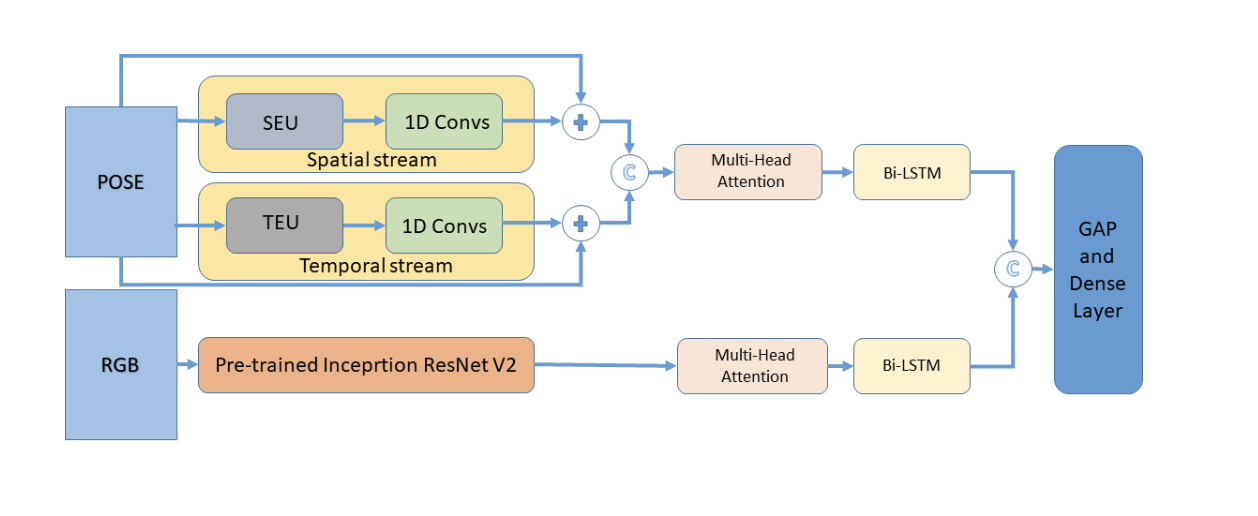 POSE
SEU
1D Convs
Spatial stream
TEU
1D Convs
Temporal stream
C
Multi-Head
Attention
Bi-LSTM
RGB
Pre-trained Inceprtion ResNet V2
Multi-Head
Attention
Bi-LSTM
C
GAP
and
Dense
Layer